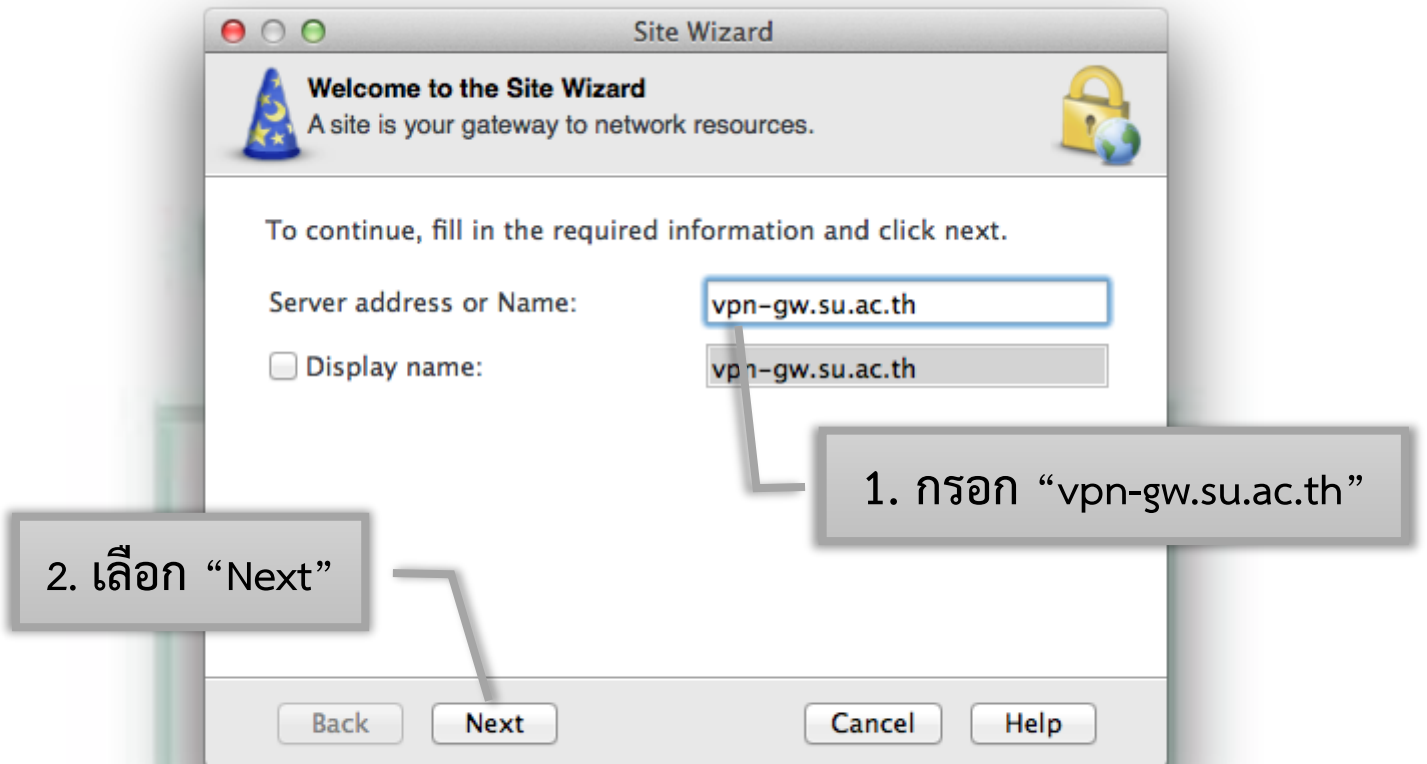 Site Wizard
Welcome to the Site Wizard
A site is your gateway to network resources.
To continue, fill in the required information and click next.
Server address or Name: vpn-gw.su.ac.th
Display name: vpn-gw.su.ac.th
1. กรอก “vpn-gw.su.ac.th”
2. เลือก “Next”
Back Next Cancel Help